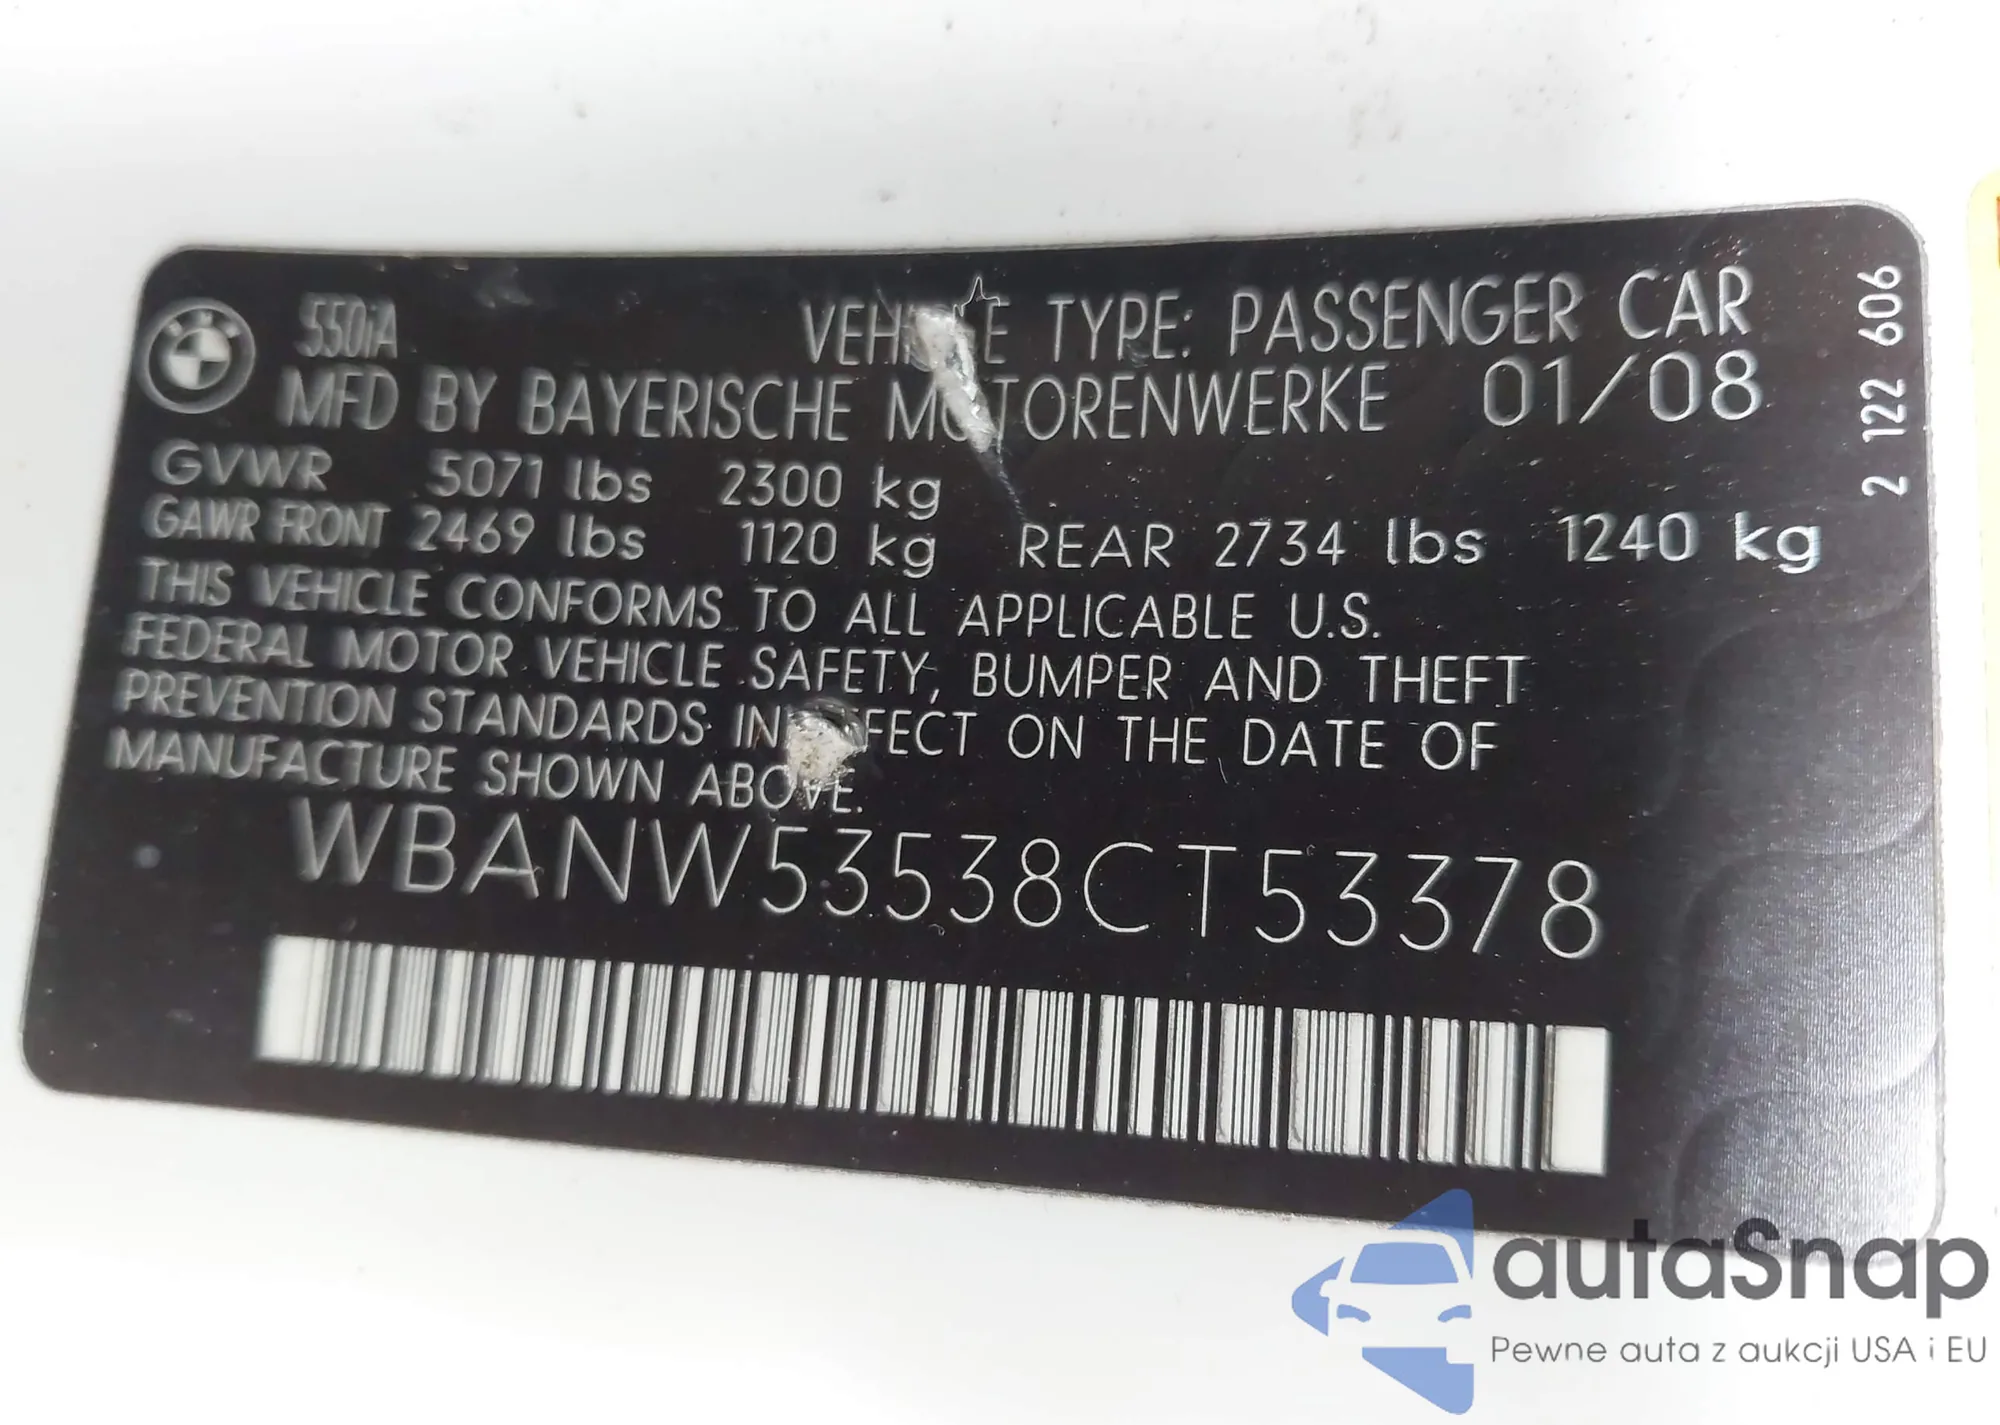 550iA VEHICLE TYPE: PASSENGER CAR
MFD BY BAYERISCHE MOTORENWERKE 01/08
GVWR 5071 lbs 2300 kg
GAWR FRONT 2469 lbs 1120 kg REAR 2734 lbs 1240 kg
THIS VEHICLE CONFORMS TO ALL APPLICABLE U.S.
FEDERAL MOTOR VEHICLE SAFETY, BUMPER AND THEFT
PREVENTION STANDARDS IN EFFECT ON THE DATE OF
MANUFACTURE SHOWN ABOVE.
WBANW53538CT53378
2 122 606
autaSnap
Pewne auta z aukcji USA i EU